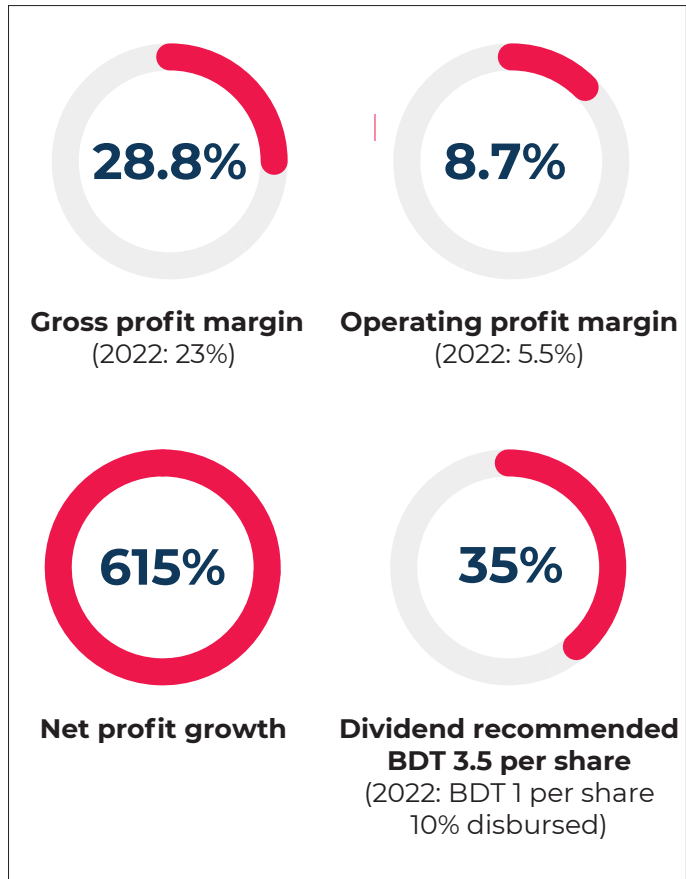 28.8%
Gross profit margin
(2022: 23%)
8.7%
Operating profit margin
(2022: 5.5%)
615%
Net profit growth
35%
Dividend recommended
BDT 3.5 per share
(2022: BDT 1 per share
10% disbursed)